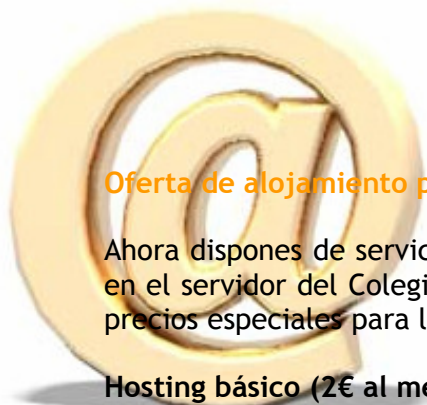 Oferta de alojamiento p
Ahora dispones de servic
en el servidor del Colegi
precios especiales para l
Hosting básico (2€ al me